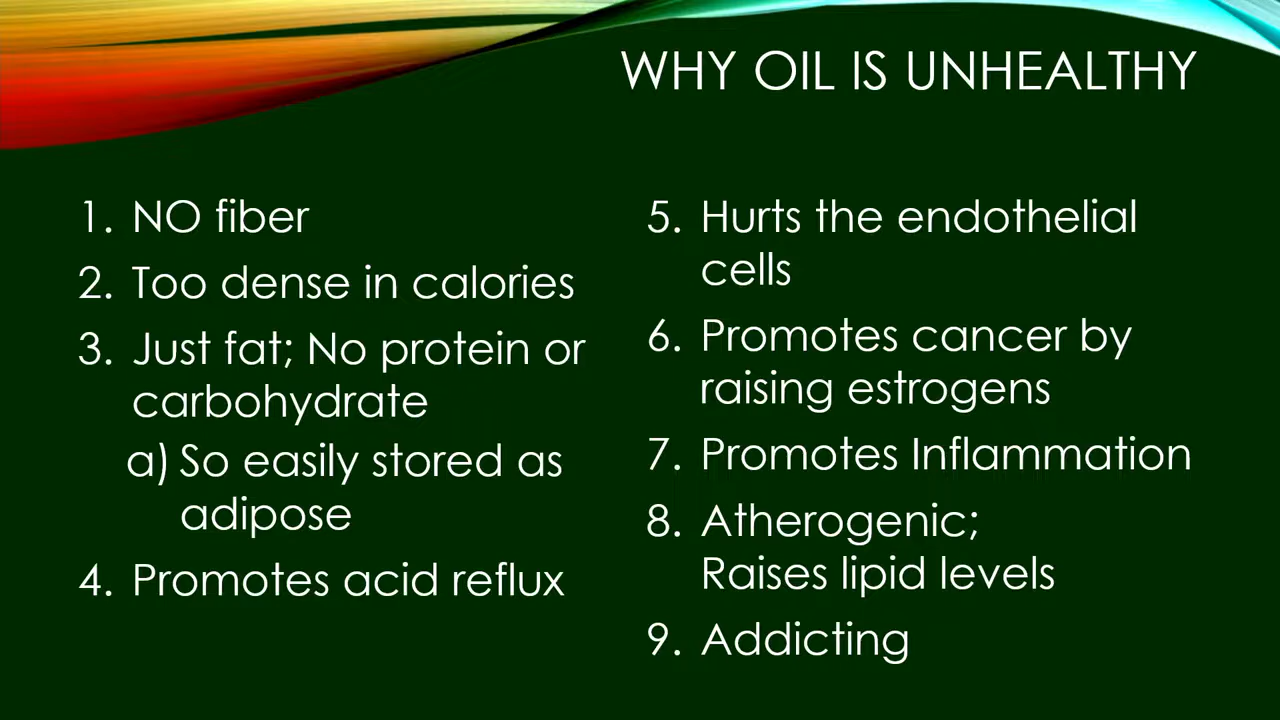 WHY OIL IS UNHEALTHY
1. NO fiber
2. Too dense in calories
3. Just fat; No protein or
carbohydrate
a) So easily stored as
adipose
4. Promotes acid reflux
5. Hurts the endothelial
cells
6. Promotes cancer by
raising estrogens
7. Promotes Inflammation
8. Atherogenic;
Raises lipid levels
9. Addicting